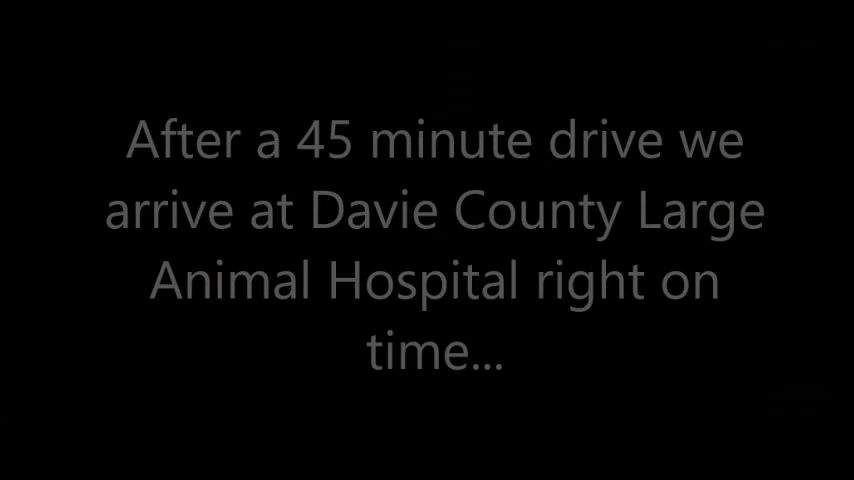 After a 45 minute drive we
arrive at Davie County Large
Animal Hospital right on
time...